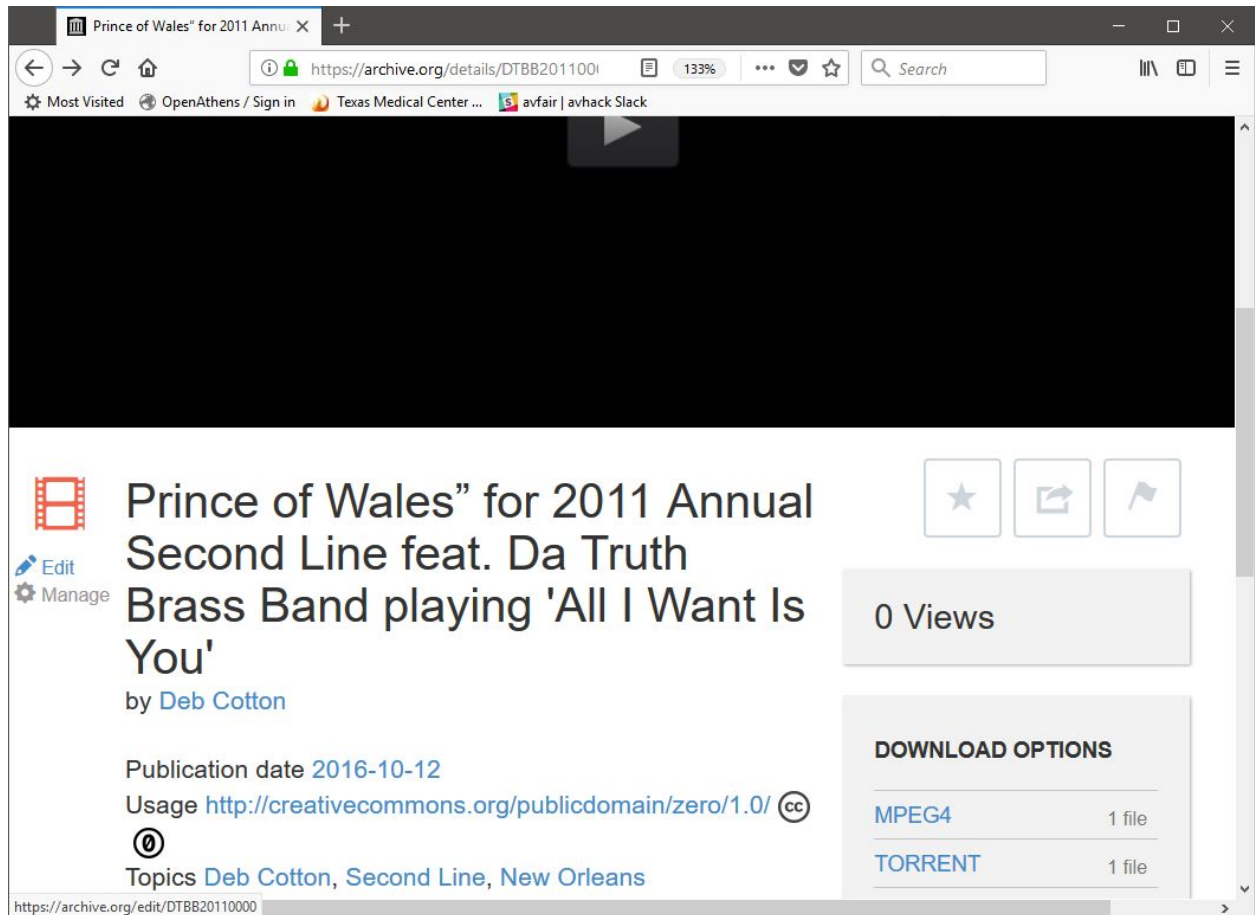 Prince of Wales” for 2011 Annu
https://archive.org/details/DTBB201100
133%
Search
Most Visited
OpenAthens / Sign in
Texas Medical Center ...
avfair | avhack Slack
Prince of Wales” for 2011 Annual
Second Line feat. Da Truth
Brass Band playing 'All I Want Is
You'
by Deb Cotton
Edit
Manage
0 Views
Publication date 2016-10-12
Usage http://creativecommons.org/publicdomain/zero/1.0/ cc
0
Topics Deb Cotton, Second Line, New Orleans
DOWNLOAD OPTIONS
MPEG4 1 file
TORRENT 1 file
https://archive.org/edit/DTBB20110000